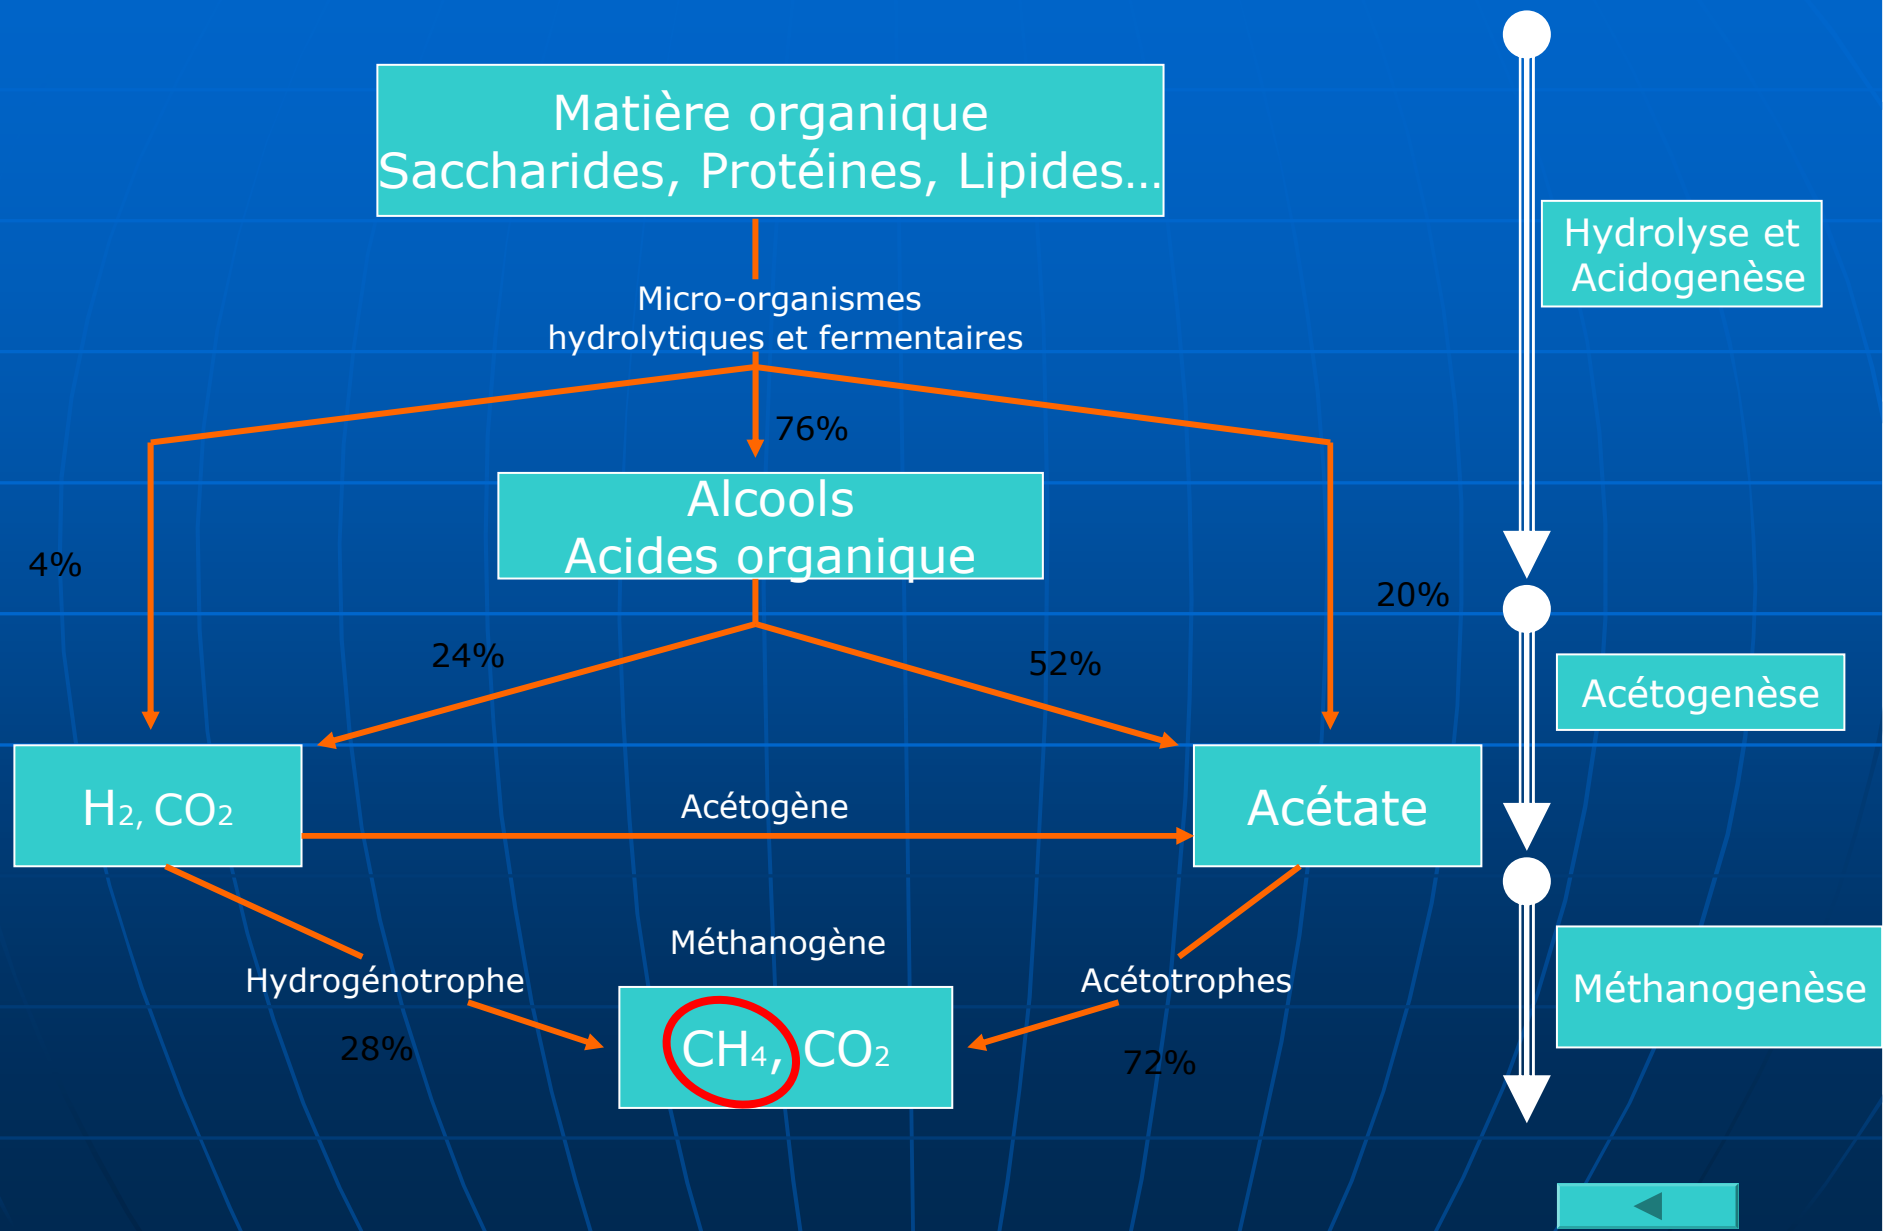 Matière organique
Saccharides, Protéines, Lipides…
Hydrolyse et
Acidogenèse
Micro-organismes
hydrolytiques et fermentaires
76%
Alcools
Acides organique
4%
20%
24%
52%
Acétogenèse
H2, CO2
Acétogène
Acétate
Méthanogène
Hydrogénotrophe
Acétotrophes
Méthanogenèse
28%
CH4, CO2
72%